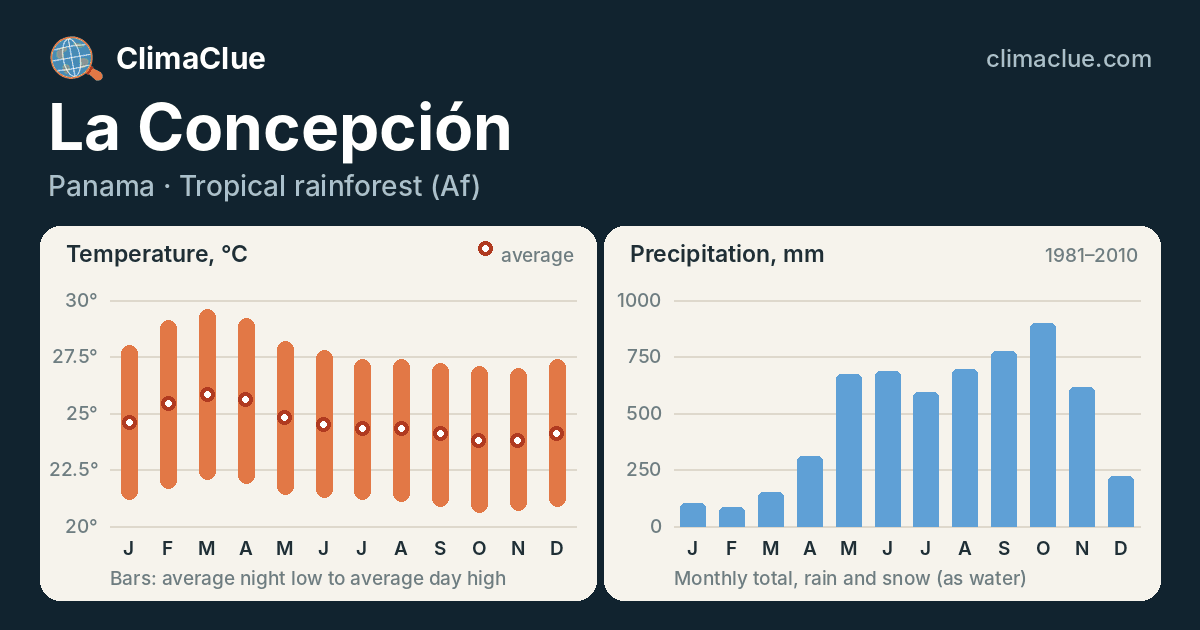 ClimaClue
climaclue.com
La Concepción
Panama · Tropical rainforest (Af)
Temperature, °C
average
30°
27.5°
25°
22.5°
20°
J F M A M J J A S O N D
Bars: average night low to average day high
Precipitation, mm
1981–2010
1000
750
500
250
0
J F M A M J J A S O N D
Monthly total, rain and snow (as water)